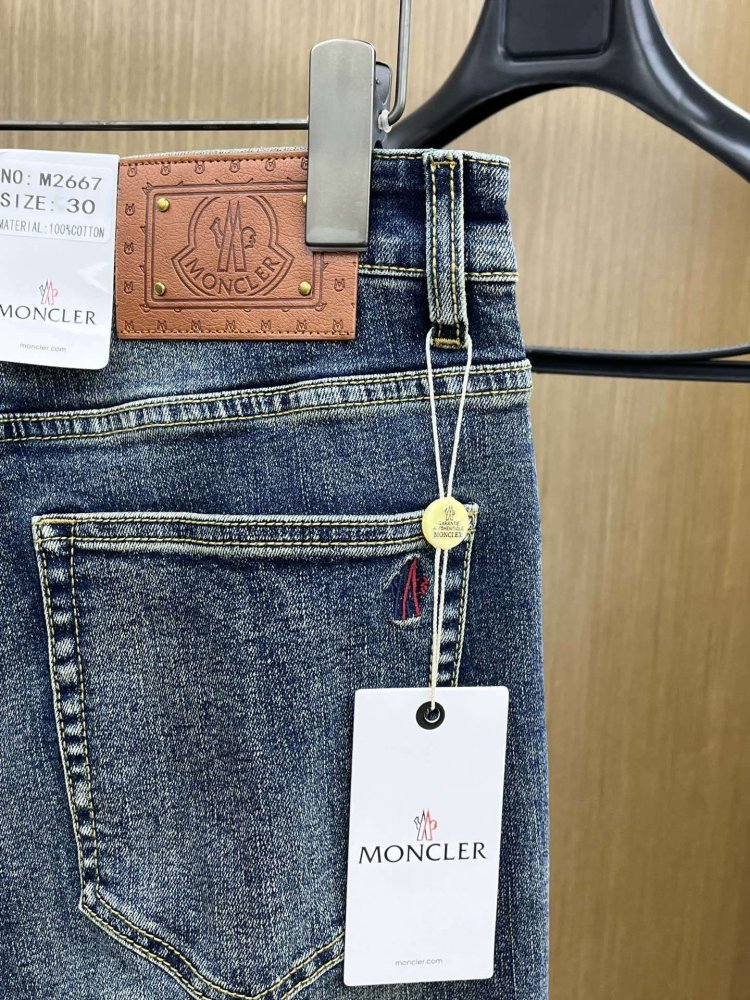 NO: M2667
SIZE: 30
MATERIAL:100%COTTON
MONCLER
moncler.com
MONCLER
GARANTIE
AUTHENTIQUE
MONCLER
MONCLER
moncler.com